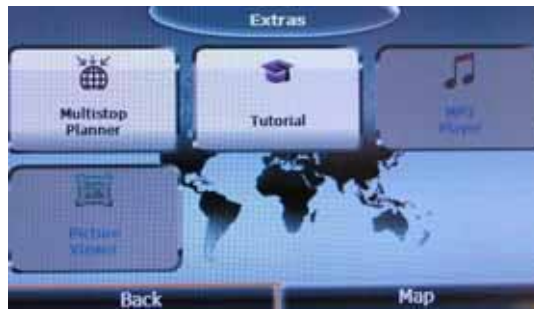 Extras
Multistop
Planner
Tutorial
MP3
Player
Picture
Viewer
Back
Map